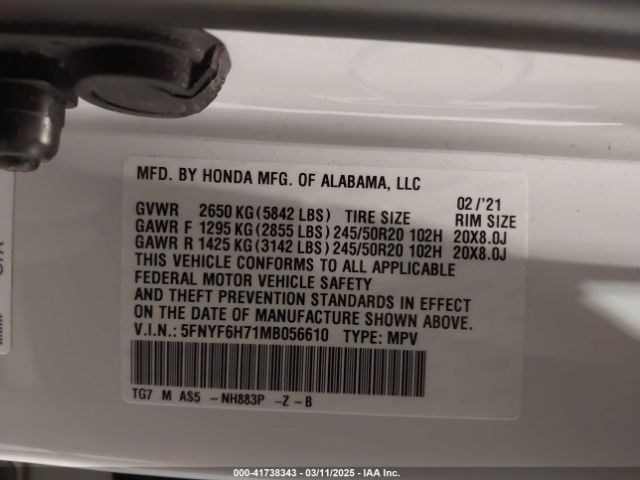 MFD. BY HONDA MFG. OF ALABAMA, LLC 02/'21
GVWR 2650 KG (5842 LBS) TIRE SIZE RIM SIZE
GAWR F 1295 KG (2855 LBS) 245/50R20 102H 20X8.0J
GAWR R 1425 KG (3142 LBS) 245/50R20 102H 20X8.0J
THIS VEHICLE CONFORMS TO ALL APPLICABLE
FEDERAL MOTOR VEHICLE SAFETY
AND THEFT PREVENTION STANDARDS IN EFFECT
ON THE DATE OF MANUFACTURE SHOWN ABOVE.
V.I.N.: 5FNYF6H71MB056610 TYPE: MPV
TG7 M AS5 -NH883P -Z-B
000-41738343 / 03/11/2025 - IAAI.COM